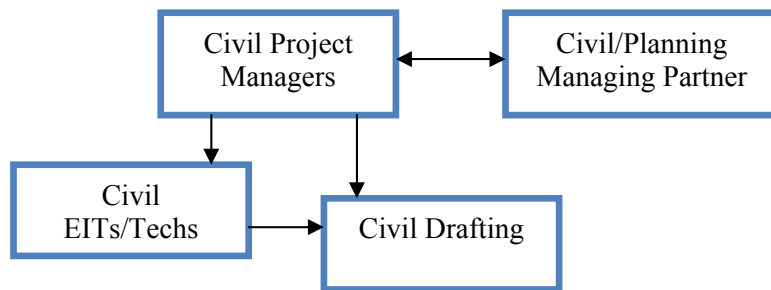 Civil Project
Managers
Civil/Planning
Managing Partner
Civil
EITs/Techs
Civil Drafting